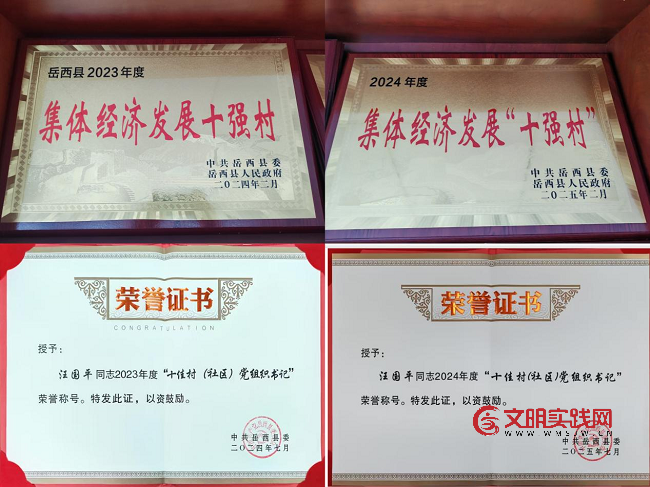 岳西县2023年度
集体经济发展十强村
中共岳西县委
岳西县人民政府
二〇二四年二月
2024年度
集体经济发展“十强村”
中共岳西县委
岳西县人民政府
二〇二五年二月
荣誉证书
CONGRATULATION
授予：
汪国平同志2023年度“十佳村（社区）党组织书记”
荣誉称号。特发此证，以资鼓励。
中共岳西县委
二〇二四年七月
荣誉证书
授予：
汪国平同志2024年度“十佳村(社区)党组织书记”
荣誉称号。特发此证，以资鼓励。
中共岳西县委
二〇二五年七月
文明实践网